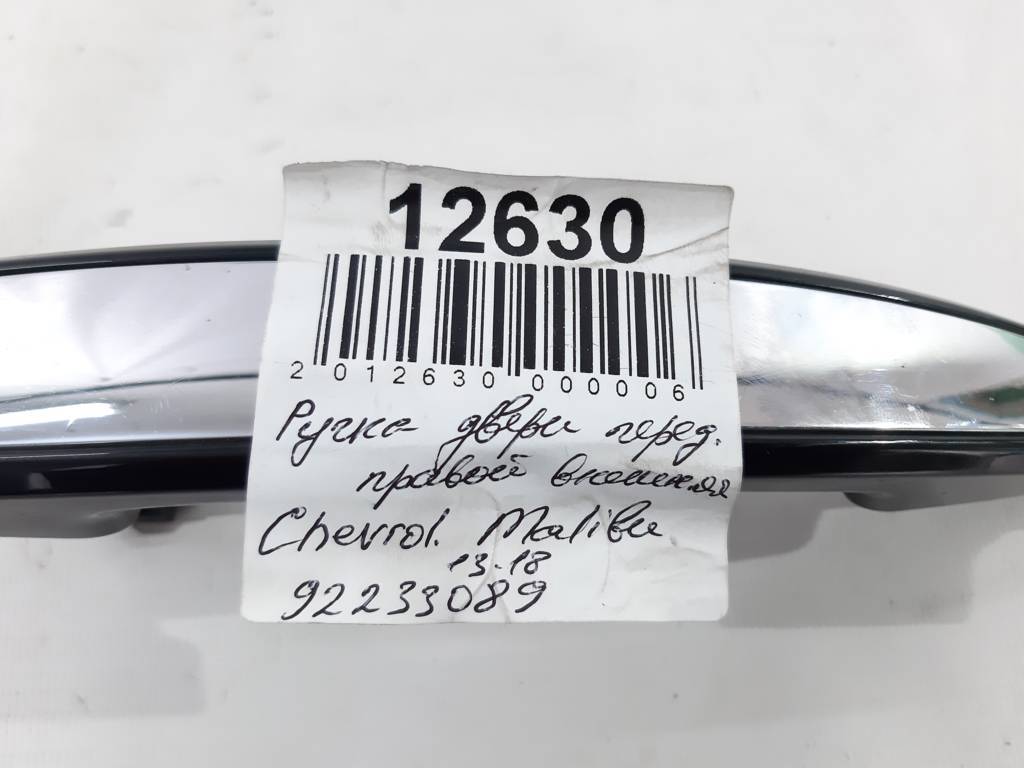 12630
2 012630 000006
Ручка двери перед.
правой внешняя
Chevrol. Malibu
13-18
92233089